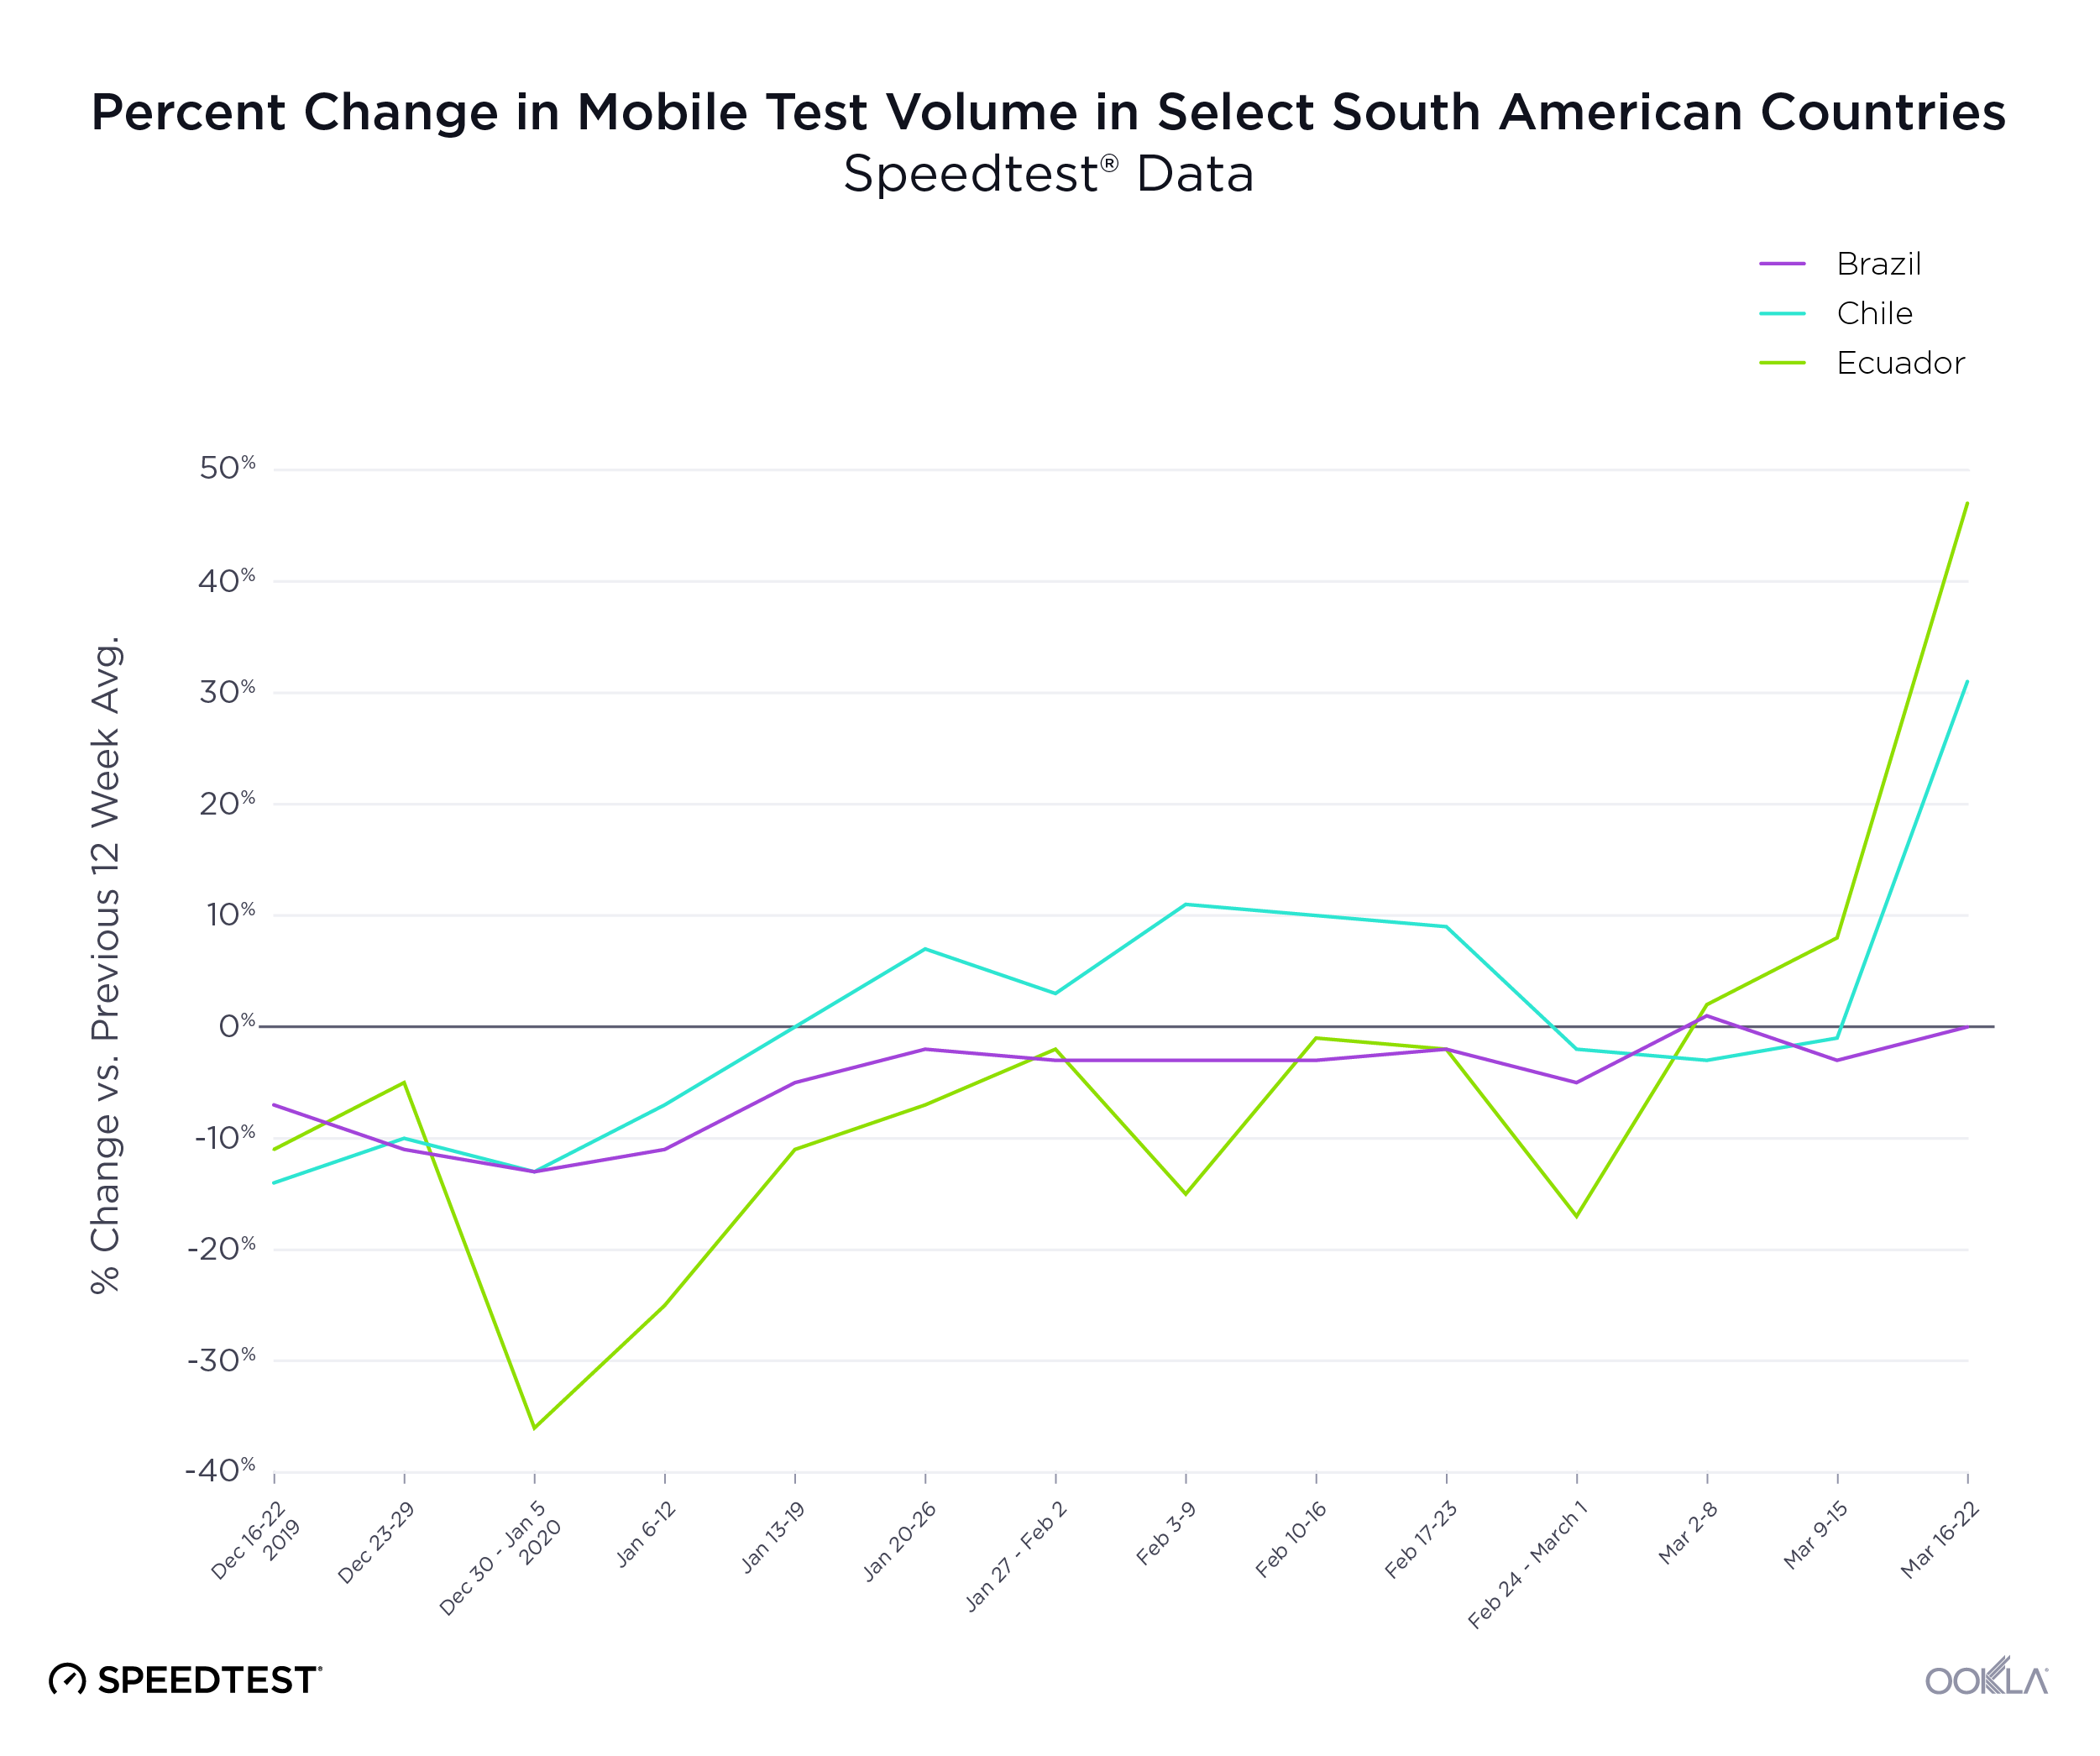 Percent Change in Mobile Test Volume in Select South American Countries
Speedtest® Data
Brazil
Chile
Ecuador
% Change vs. Previous 12 Week Avg.
50%
40%
30%
20%
10%
0%
-10%
-20%
-30%
-40%
Dec 16-22
2019
Dec 23-29
Dec 30 - Jan 5
2020
Jan 6-12
Jan 13-19
Jan 20-26
Jan 27 - Feb 2
Feb 3-9
Feb 10-16
Feb 17-23
Feb 24 - March 1
Mar 2-8
Mar 9-15
Mar 16-22
SPEEDTEST®
OOKLA®